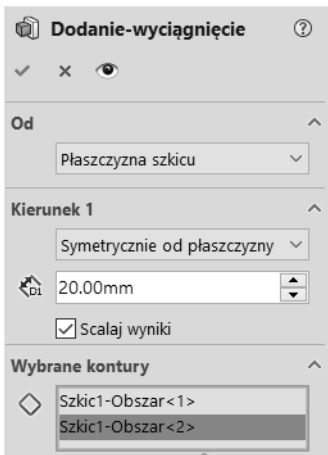 Dodanie-wyciągnięcie
Od
Płaszczyzna szkicu
Kierunek 1
Symetrycznie od płaszczyzny
D1 20.00mm
Scalaj wyniki
Wybrane kontury
Szkic1-Obszar<1>
Szkic1-Obszar<2>